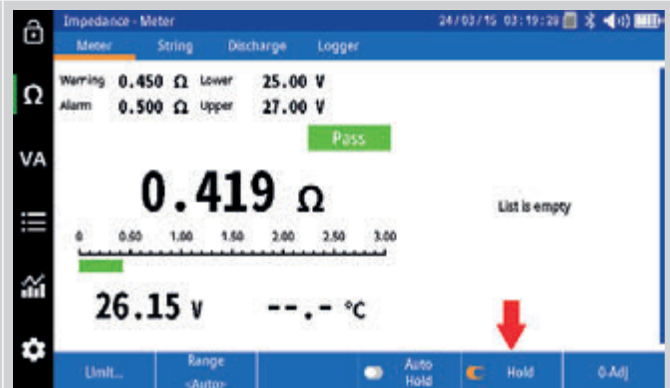 Impedance - Meter 24/03/15 03:19:28
Meter String Discharge Logger
Warning 0.450 Ω Lower 25.00 V
Alarm 0.500 Ω Upper 27.00 V
Pass
Ω
VA
0.419 Ω
List is empty
0 0.50 1.00 1.50 2.00 2.50 3.00
26.15 V --.- °C
Limit... Range <Auto> Auto Hold Hold 0-Adj